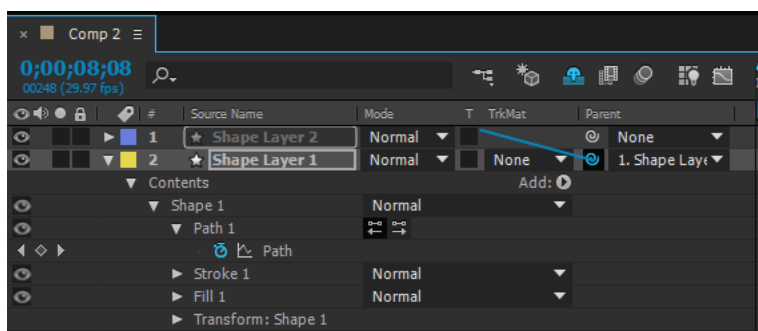 × Comp 2 ≡
0;00;08;08
00248 (29.97 fps)
# Source Name Mode T TrkMat Parent
1 Shape Layer 2 Normal None
2 Shape Layer 1 Normal None 1. Shape Laye
Contents Add:
Shape 1 Normal
Path 1
Path
Stroke 1 Normal
Fill 1 Normal
Transform: Shape 1